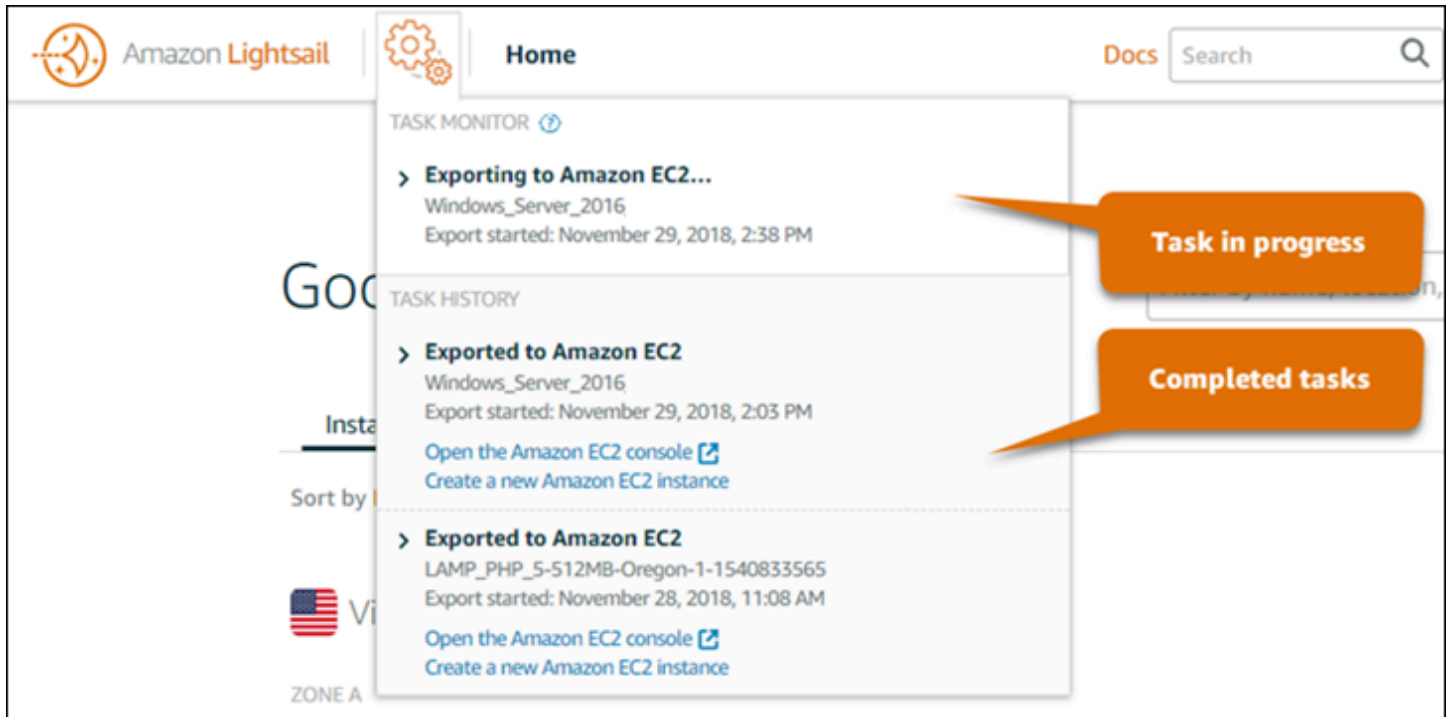 Amazon Lightsail
Home
Docs
Search
TASK MONITOR
Exporting to Amazon EC2...
Windows_Server_2016
Export started: November 29, 2018, 2:38 PM
Task in progress
Goo
TASK HISTORY
Exported to Amazon EC2
Windows_Server_2016
Export started: November 29, 2018, 2:03 PM
Completed tasks
Insta
Open the Amazon EC2 console
Create a new Amazon EC2 instance
Sort by
Exported to Amazon EC2
LAMP_PHP_5-512MB-Oregon-1-1540833565
Export started: November 28, 2018, 11:08 AM
Vi
Open the Amazon EC2 console
Create a new Amazon EC2 instance
ZONE A